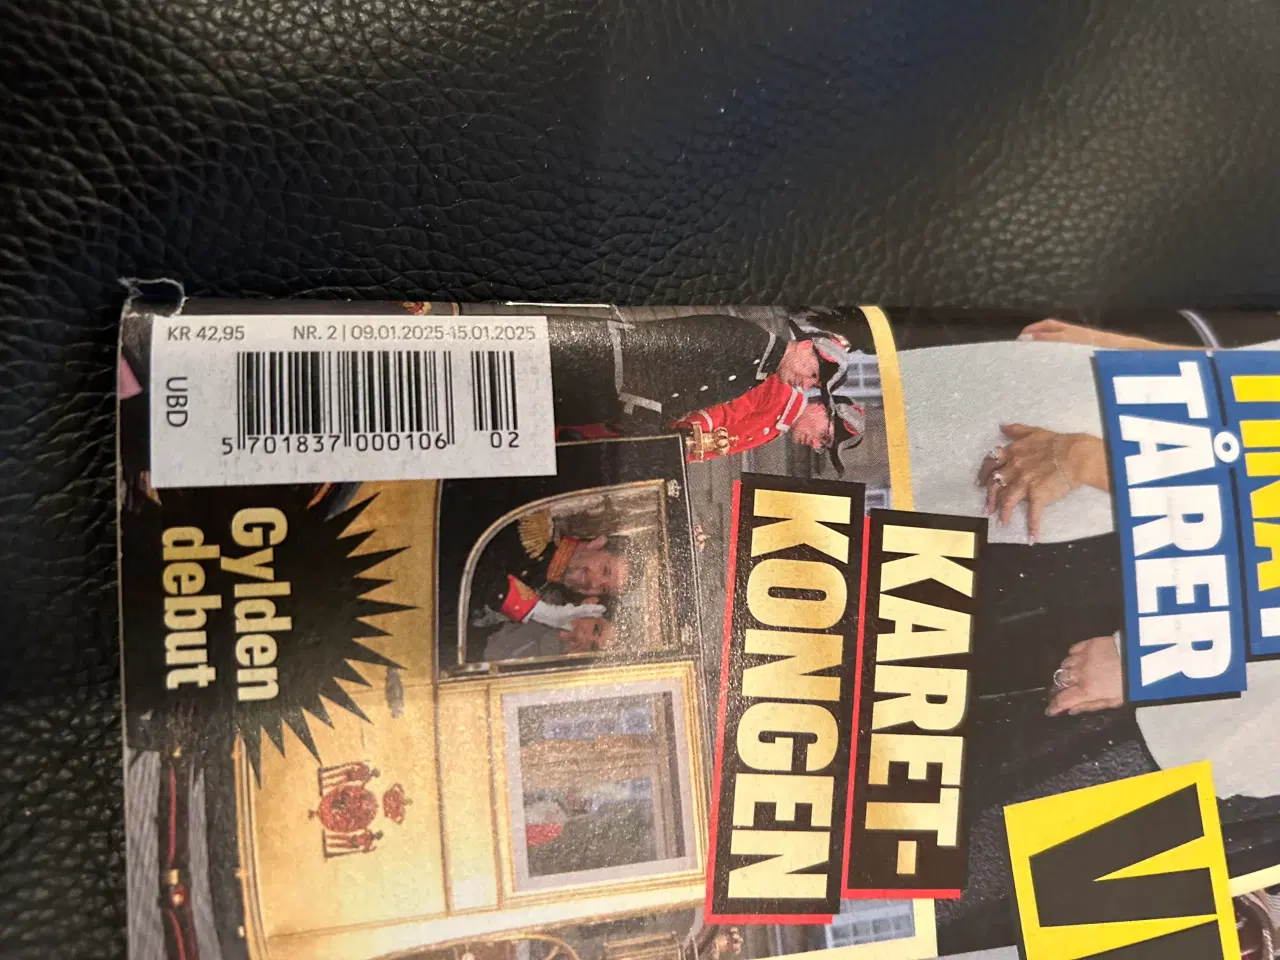 KR 42,95 NR. 2 | 09.01.2025-15.01.2025
UBD
5 701837 000106 02
Gylden
debut
KARET-
KONGEN
TÅRER